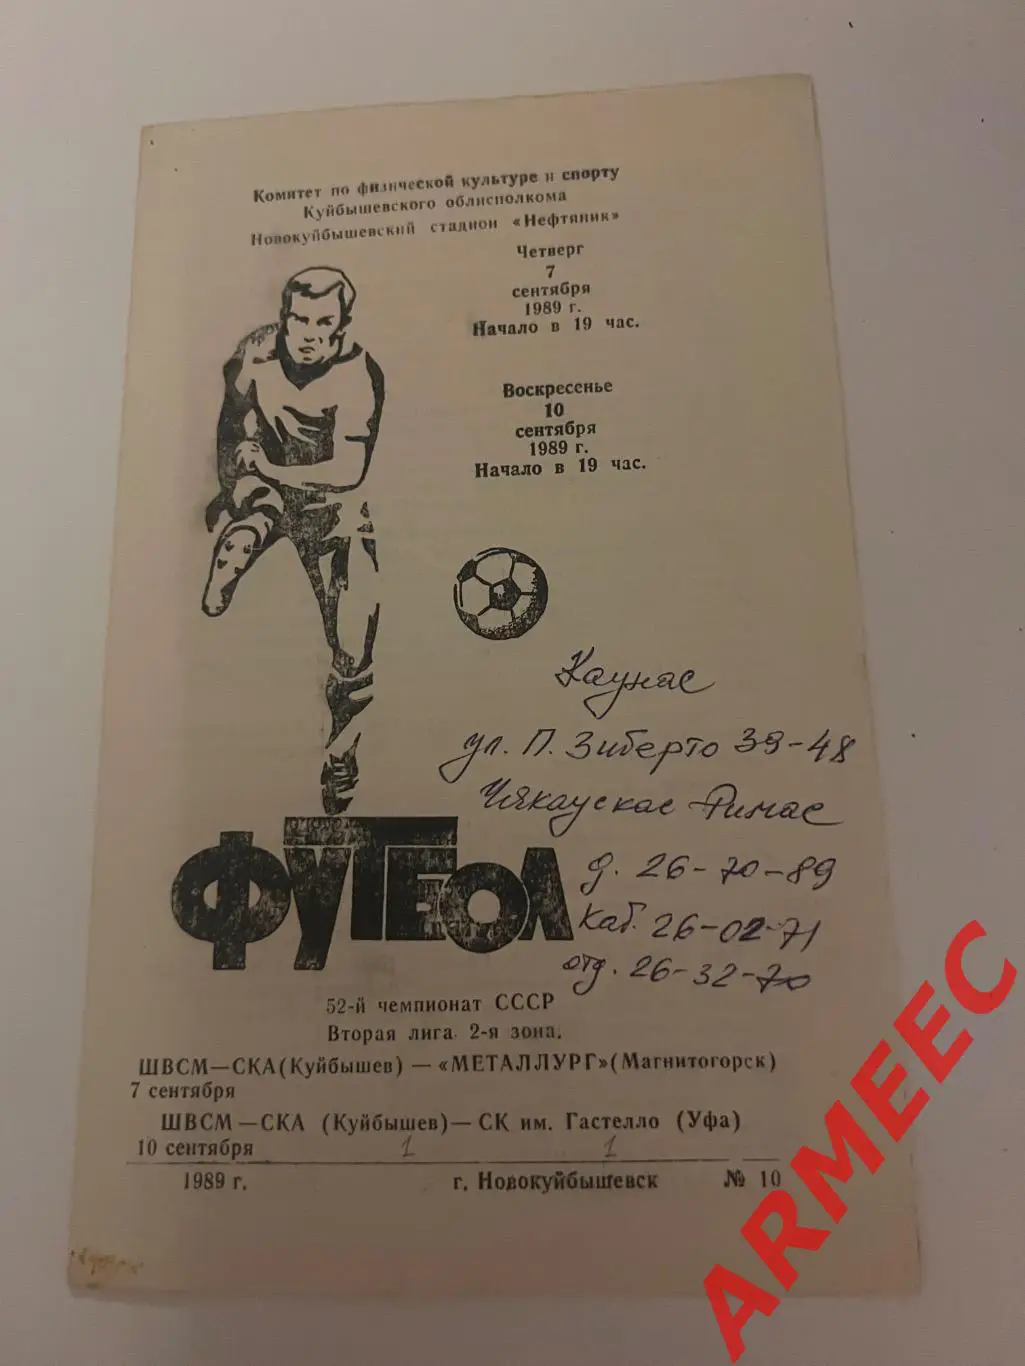 Комитет по физической культуре и спорту
Куйбышевского облисполкома
Новокуйбышевский стадион «Нефтяник»
Четверг
7
сентября
1989 г.
Начало в 19 час.
Воскресенье
10
сентября
1989 г.
Начало в 19 час.
Каунас
ул. П. Зиберто 39-48
Чякаускас Римас
д. 26-70-89
Каб. 26-02-71
отд. 26-32-70
ФУТБОЛ
52-й чемпионат СССР
Вторая лига 2-я зона.
ШВСМ—СКА(Куйбышев) — «МЕТАЛЛУРГ»(Магнитогорск)
7 сентября
ШВСМ—СКА (Куйбышев)— СК им. Гастелло (Уфа)
10 сентября 1 1
1989 г. г. Новокуйбышевск № 10
ARMEEC